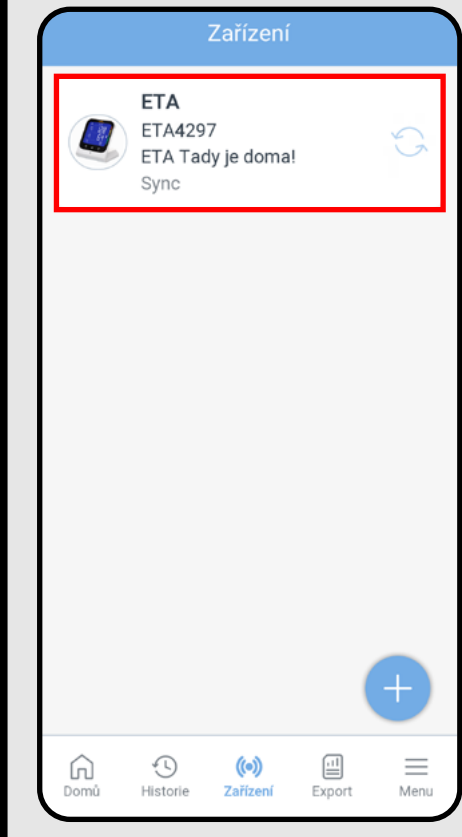 Zařízení
ETA
ETA4297
ETA Tady je doma!
Sync
Domů Historie Zařízení Export Menu